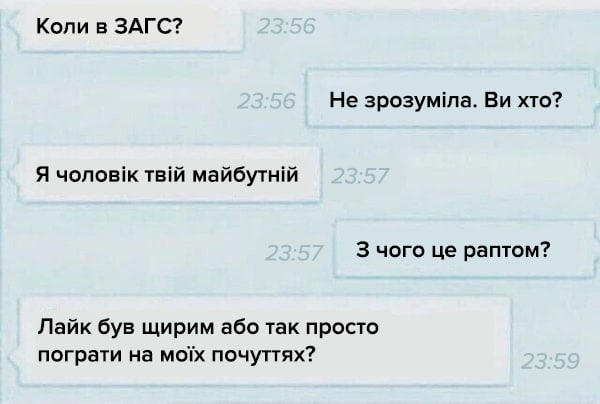 Коли в ЗАГС? 23:56
23:56 Не зрозуміла. Ви хто?
Я чоловік твій майбутній 23:57
23:57 З чого це раптом?
Лайк був щирим або так просто
пограти на моїх почуттях? 23:59